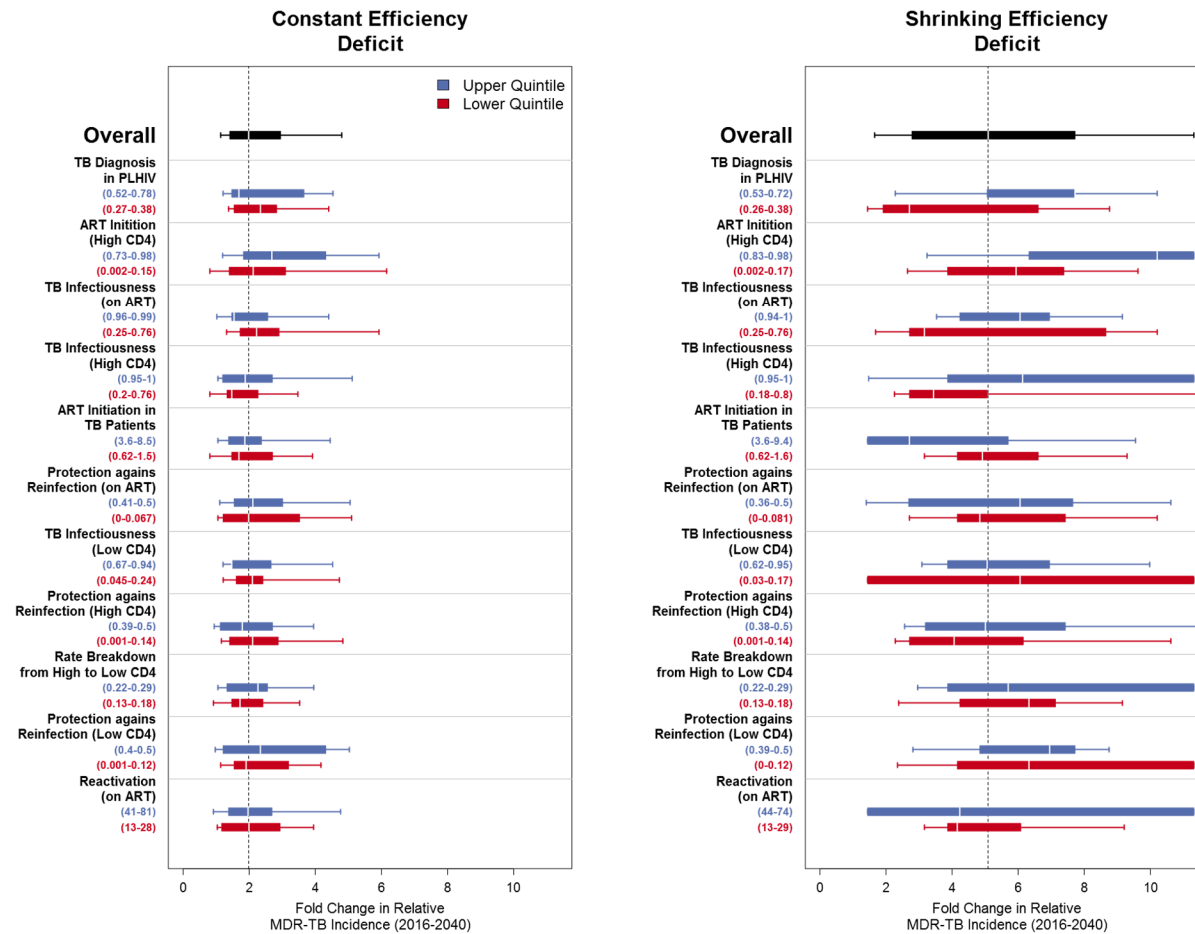 Constant Efficiency
Deficit
Upper Quintile
Lower Quintile
Overall
TB Diagnosis
in PLHIV
(0.52-0.78)
(0.27-0.38)
ART Initition
(High CD4)
(0.73-0.98)
(0.002-0.15)
TB Infectiousness
(on ART)
(0.96-0.99)
(0.25-0.76)
TB Infectiousness
(High CD4)
(0.95-1)
(0.2-0.76)
ART Initiation in
TB Patients
(3.6-8.5)
(0.62-1.5)
Protection agains
Reinfection (on ART)
(0.41-0.5)
(0-0.067)
TB Infectiousness
(Low CD4)
(0.67-0.94)
(0.045-0.24)
Protection agains
Reinfection (High CD4)
(0.39-0.5)
(0.001-0.14)
Rate Breakdown
from High to Low CD4
(0.22-0.29)
(0.13-0.18)
Protection agains
Reinfection (Low CD4)
(0.4-0.5)
(0.001-0.12)
Reactivation
(on ART)
(41-81)
(13-28)
0 2 4 6 8 10
Fold Change in Relative
MDR-TB Incidence (2016-2040)
Shrinking Efficiency
Deficit
Overall
TB Diagnosis
in PLHIV
(0.53-0.72)
(0.26-0.38)
ART Initition
(High CD4)
(0.83-0.98)
(0.002-0.17)
TB Infectiousness
(on ART)
(0.94-1)
(0.25-0.76)
TB Infectiousness
(High CD4)
(0.95-1)
(0.18-0.8)
ART Initiation in
TB Patients
(3.6-9.4)
(0.62-1.6)
Protection agains
Reinfection (on ART)
(0.36-0.5)
(0-0.081)
TB Infectiousness
(Low CD4)
(0.62-0.95)
(0.03-0.17)
Protection agains
Reinfection (High CD4)
(0.38-0.5)
(0.001-0.14)
Rate Breakdown
from High to Low CD4
(0.22-0.29)
(0.13-0.18)
Protection agains
Reinfection (Low CD4)
(0.39-0.5)
(0-0.12)
Reactivation
(on ART)
(44-74)
(13-29)
0 2 4 6 8 10
Fold Change in Relative
MDR-TB Incidence (2016-2040)